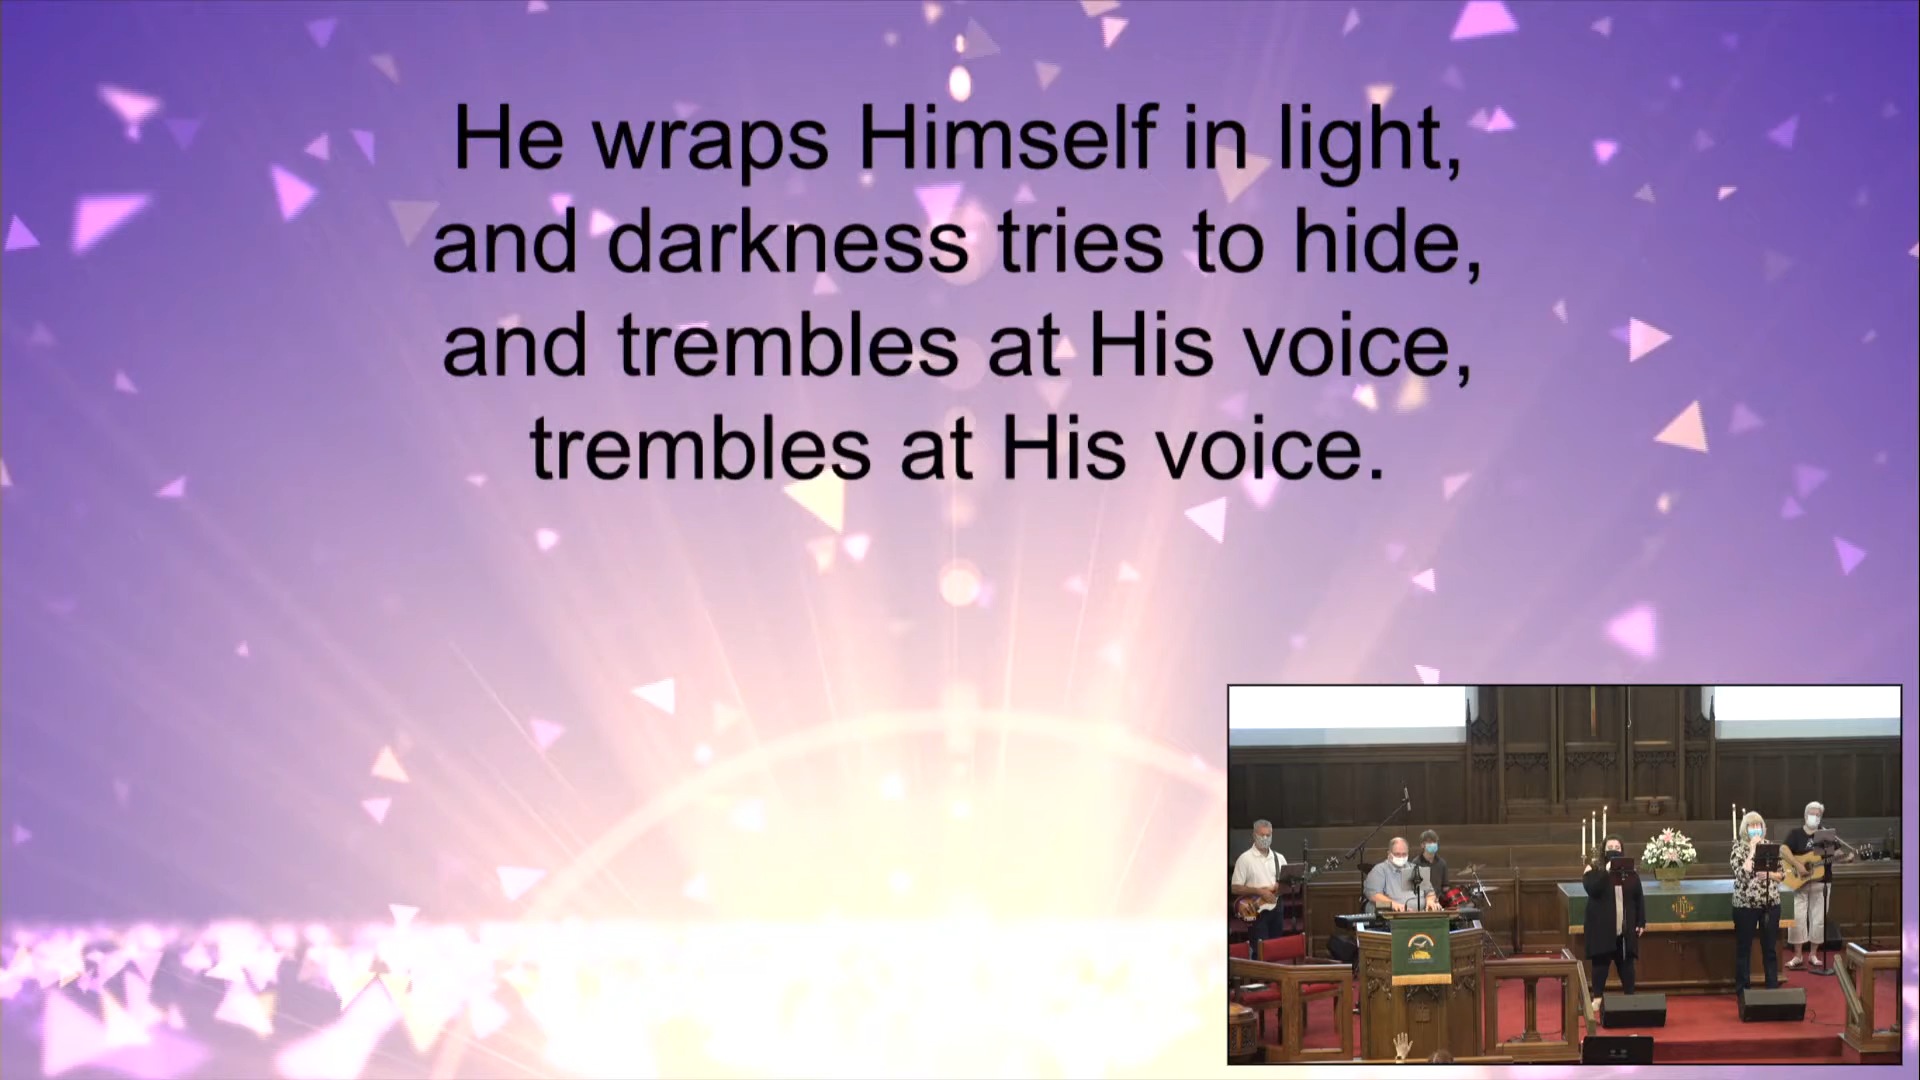 He wraps Himself in light,
and darkness tries to hide,
and trembles at His voice,
trembles at His voice.